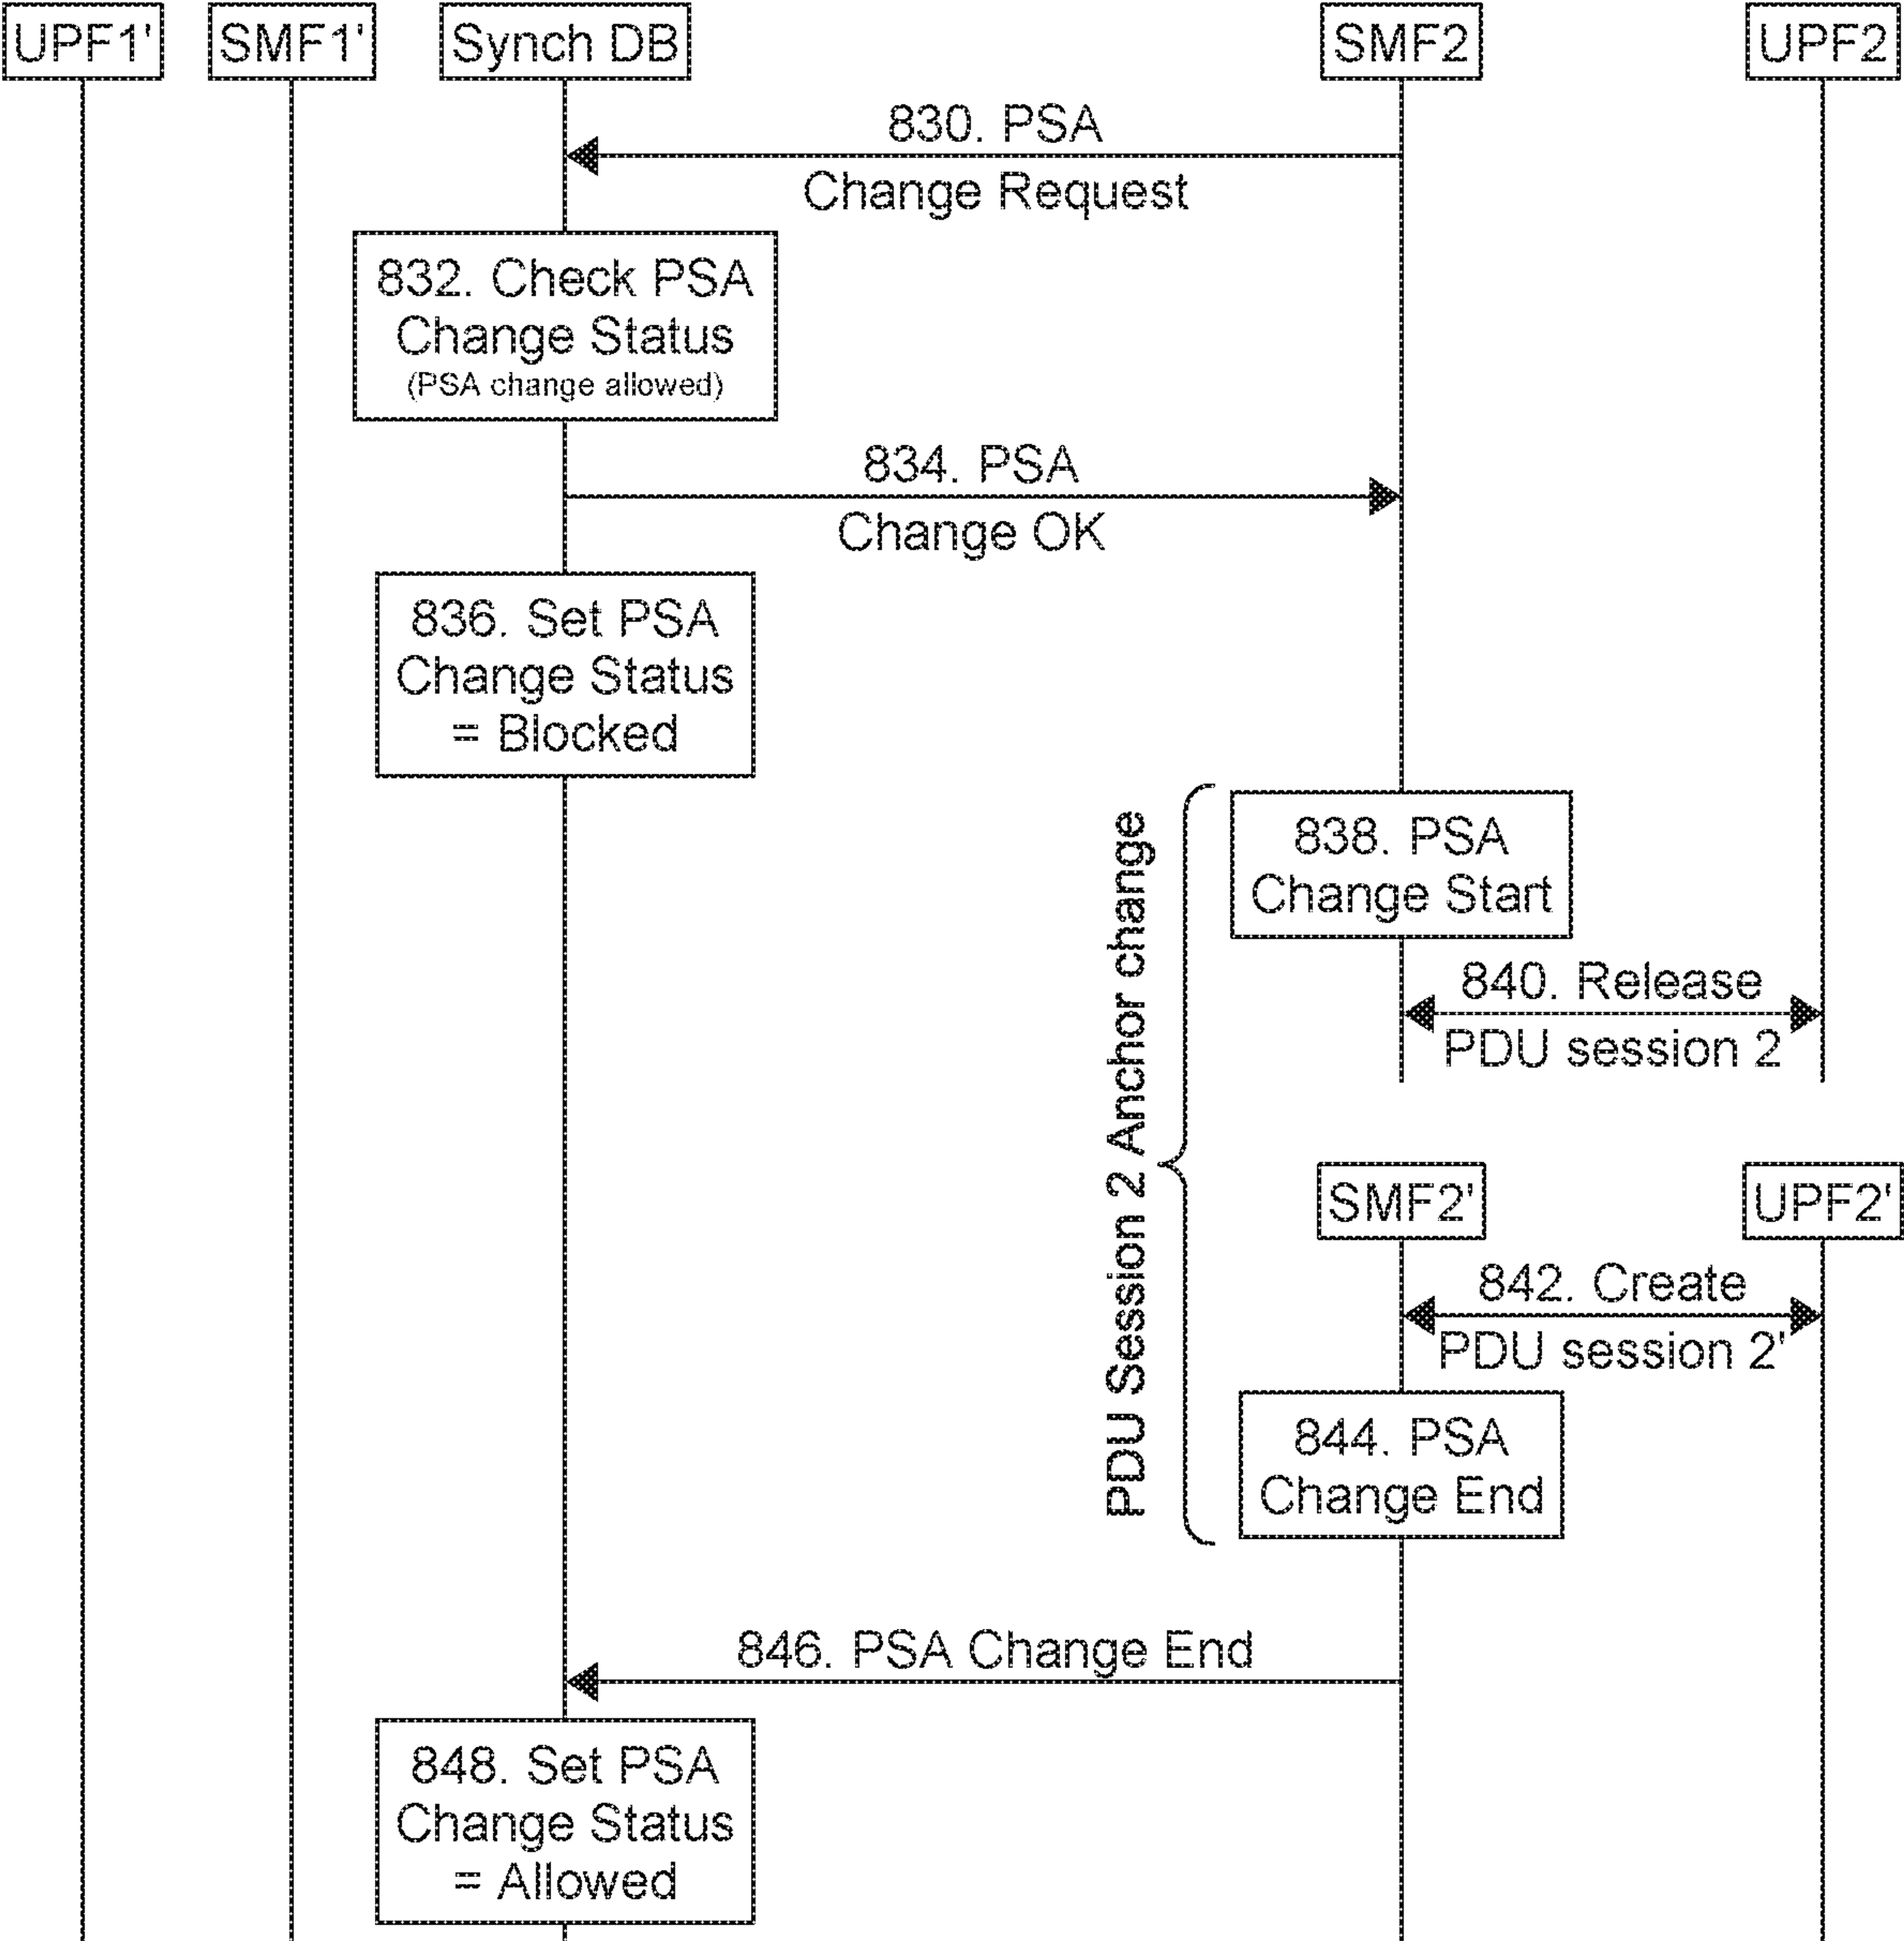 UPF1'
SMF1'
Synch DB
SMF2
UPF2
830. PSA
Change Request
832. Check PSA
Change Status
(PSA change allowed)
834. PSA
Change OK
836. Set PSA
Change Status
= Blocked
PDU Session 2 Anchor change
838. PSA
Change Start
840. Release
PDU session 2
SMF2'
UPF2'
842. Create
PDU session 2'
844. PSA
Change End
846. PSA Change End
848. Set PSA
Change Status
= Allowed